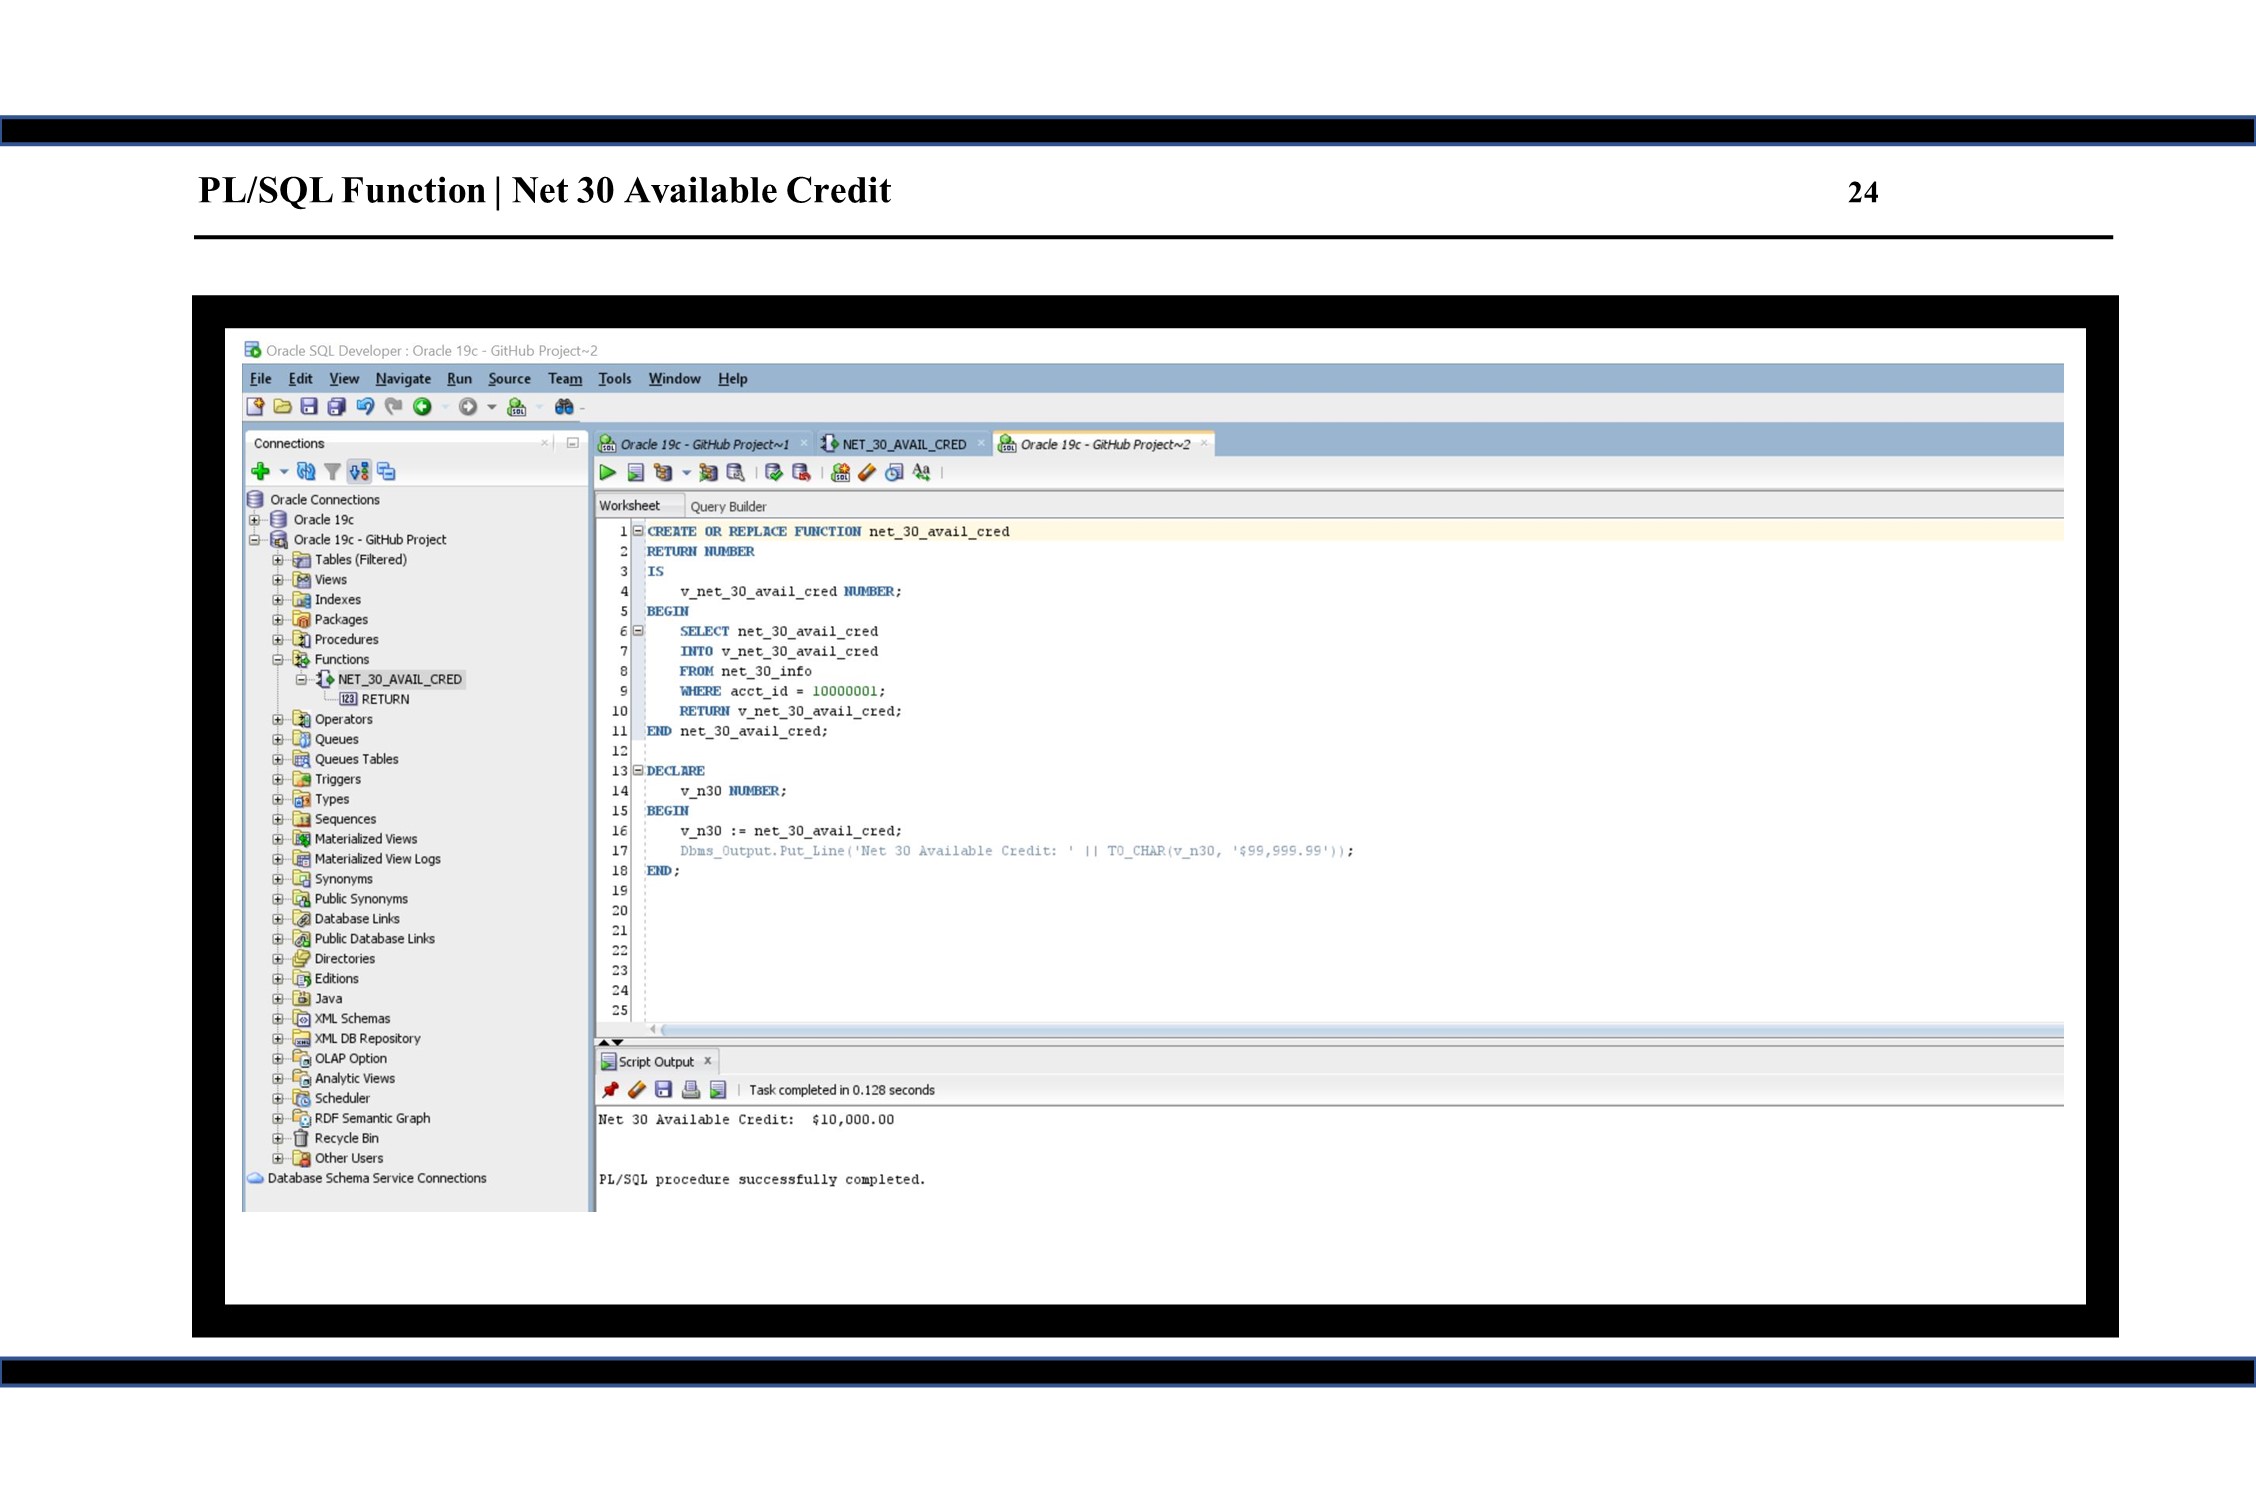 PL/SQL Function | Net 30 Available Credit
24
Oracle SQL Developer : Oracle 19c - GitHub Project~2
File Edit View Navigate Run Source Team Tools Window Help
Connections
Oracle Connections
Oracle 19c
Oracle 19c - GitHub Project
Tables (Filtered)
Views
Indexes
Packages
Procedures
Functions
NET_30_AVAIL_CRED
RETURN
Operators
Queues
Queues Tables
Triggers
Types
Sequences
Materialized Views
Materialized View Logs
Synonyms
Public Synonyms
Database Links
Public Database Links
Directories
Editions
Java
XML Schemas
XML DB Repository
OLAP Option
Analytic Views
Scheduler
RDF Semantic Graph
Recycle Bin
Other Users
Database Schema Service Connections
Oracle 19c - GitHub Project~1 NET_30_AVAIL_CRED Oracle 19c - GitHub Project~2
Worksheet Query Builder
1 CREATE OR REPLACE FUNCTION net_30_avail_cred
2 RETURN NUMBER
3 IS
4 v_net_30_avail_cred NUMBER;
5 BEGIN
6 SELECT net_30_avail_cred
7 INTO v_net_30_avail_cred
8 FROM net_30_info
9 WHERE acct_id = 10000001;
10 RETURN v_net_30_avail_cred;
11 END net_30_avail_cred;
12
13 DECLARE
14 v_n30 NUMBER;
15 BEGIN
16 v_n30 := net_30_avail_cred;
17 Dbms_Output.Put_Line('Net 30 Available Credit: ' || TO_CHAR(v_n30, '$99,999.99'));
18 END;
19
20
21
22
23
24
25
Script Output
Task completed in 0.128 seconds
Net 30 Available Credit: $10,000.00
PL/SQL procedure successfully completed.